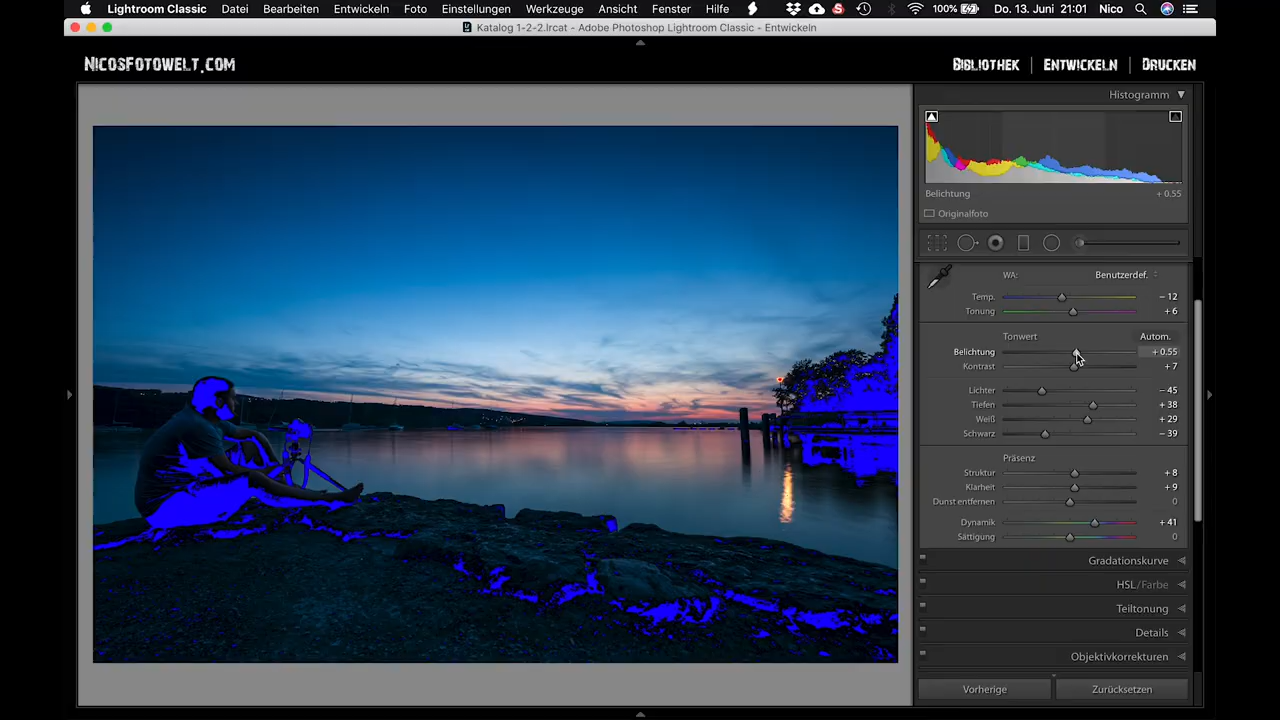 Lightroom Classic Datei Bearbeiten Entwickeln Foto Einstellungen Werkzeuge Ansicht Fenster Hilfe 100% Do. 13. Juni 21:01 Nico
Katalog 1-2-2.lrcat - Adobe Photoshop Lightroom Classic - Entwickeln
NicosFotowelt.com Bibliothek | Entwickeln | Drucken
Histogramm
Belichtung + 0.55
Originalfoto
WA: Benutzerdef.
Temp. − 12
Tonung + 6
Tonwert Autom.
Belichtung + 0.55
Kontrast + 7
Lichter − 45
Tiefen + 38
Weiß + 29
Schwarz − 39
Präsenz
Struktur + 8
Klarheit + 9
Dunst entfernen 0
Dynamik + 41
Sättigung 0
Gradationskurve
HSL / Farbe
Teiltonung
Details
Objektivkorrekturen
Vorherige Zurücksetzen